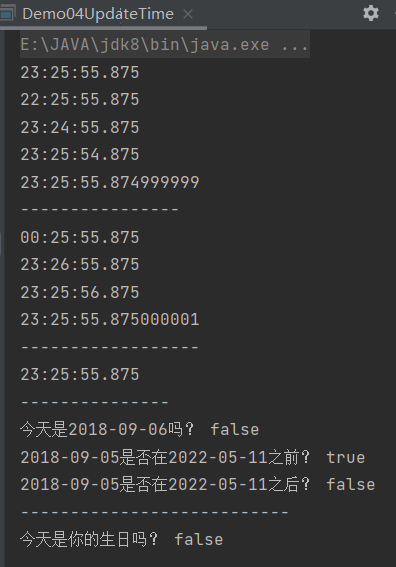 Demo04UpdateTime
E:\JAVA\jdk8\bin\java.exe ...
23:25:55.875
22:25:55.875
23:24:55.875
23:25:54.875
23:25:55.874999999
----------------
00:25:55.875
23:26:55.875
23:25:56.875
23:25:55.875000001
------------------
23:25:55.875
---------------
今天是2018-09-06吗? false
2018-09-05是否在2022-05-11之前? true
2018-09-05是否在2022-05-11之后? false
---------------------------
今天是你的生日吗? false